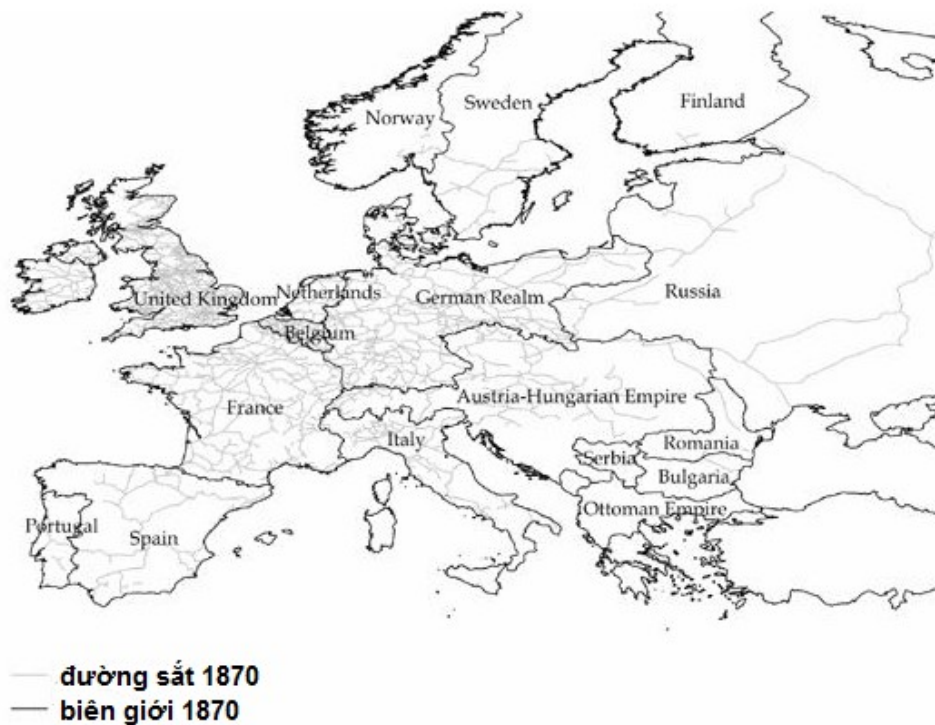 Norway
Sweden
Finland
United Kingdom
Netherlands
German Realm
Russia
Belgium
France
Austria-Hungarian Empire
Italy
Romania
Serbia
Bulgaria
Ottoman Empire
Portugal
Spain
đường sắt 1870
biên giới 1870